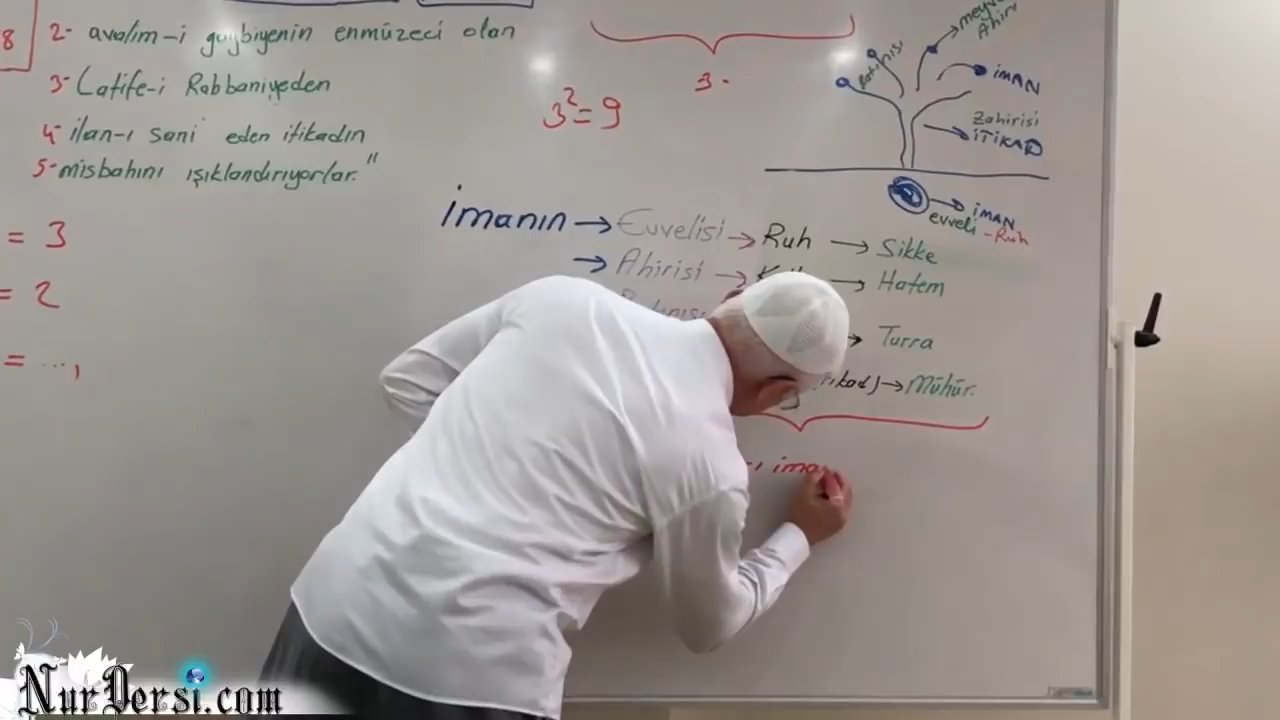 8
2- avalim-i gaybiyenin enmüzeci olan
3- Latife-i Rabbaniyeden
4- ilan-ı sani eden itikadın
5- misbahını ışıklandırıyorlar."
= 3
= 2
= ...,
3² = 9
3-
Ahiri
Batınisi
iMAN
Zahirisi
iTiKAD
iMAN
evveli - Ruh
imanın → Evvelisi → Ruh → Sikke
→ Ahirisi → Hatem
Turra
→ Mühür.
NurDersi.com